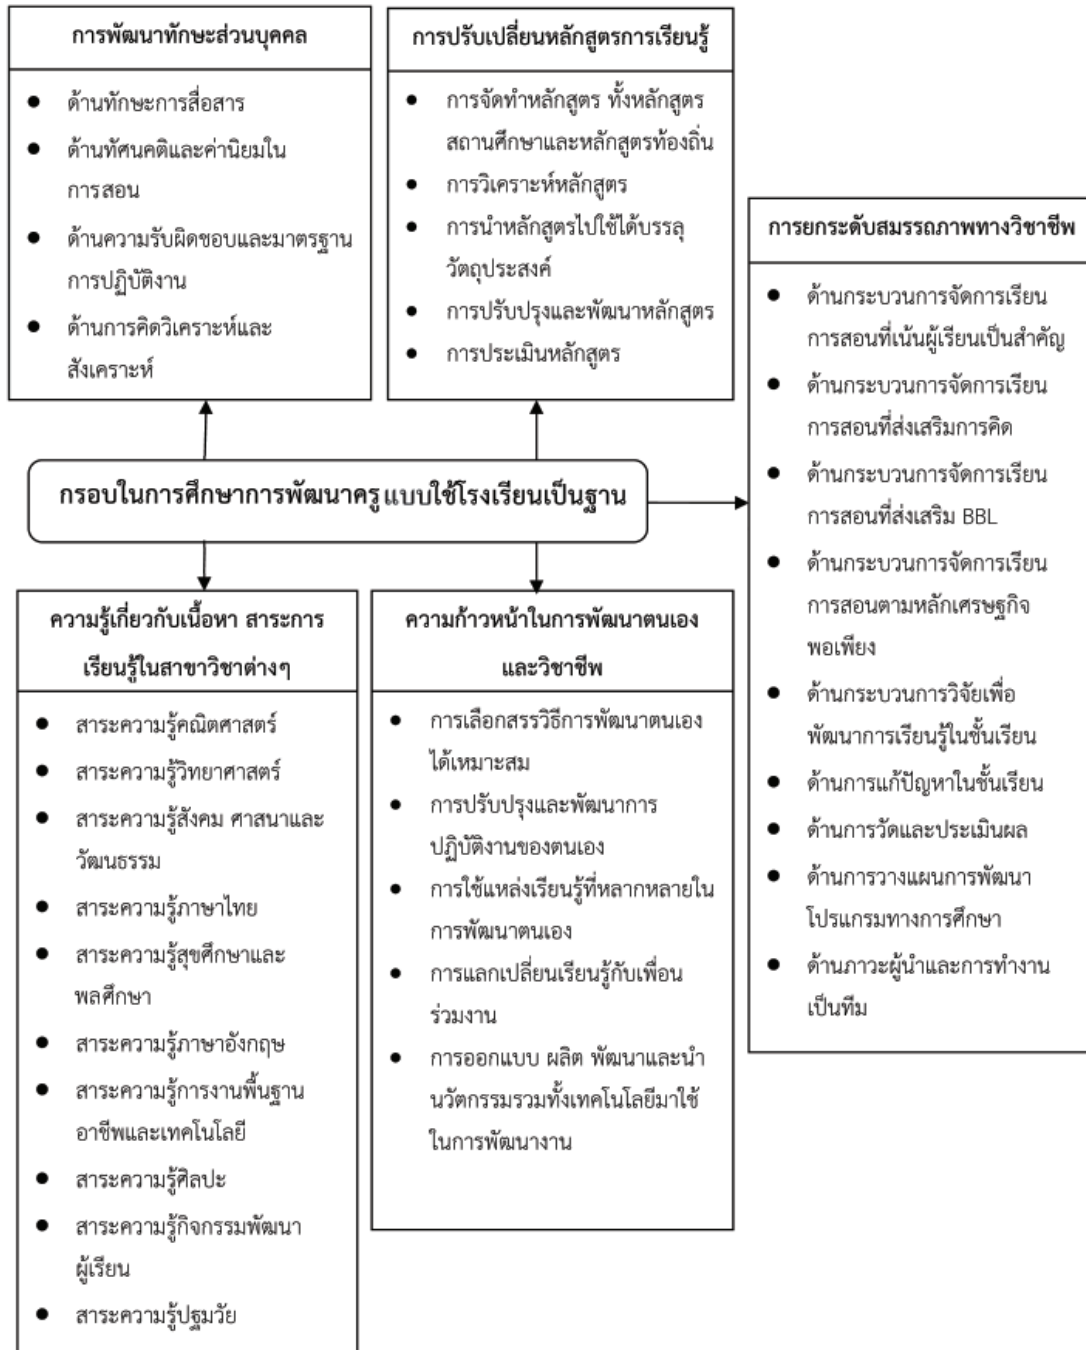 การพัฒนาทักษะส่วนบุคคล
● ด้านทักษะการสื่อสาร
● ด้านทัศนคติและค่านิยมใน
การสอน
● ด้านความรับผิดชอบและมาตรฐาน
การปฏิบัติงาน
● ด้านการคิดวิเคราะห์และ
สังเคราะห์
การปรับเปลี่ยนหลักสูตรการเรียนรู้
● การจัดทำหลักสูตร ทั้งหลักสูตร
สถานศึกษาและหลักสูตรท้องถิ่น
● การวิเคราะห์หลักสูตร
● การนำหลักสูตรไปใช้ได้บรรลุ
วัตถุประสงค์
● การปรับปรุงและพัฒนาหลักสูตร
● การประเมินหลักสูตร
การยกระดับสมรรถภาพทางวิชาชีพ
● ด้านกระบวนการจัดการเรียน
การสอนที่เน้นผู้เรียนเป็นสำคัญ
● ด้านกระบวนการจัดการเรียน
การสอนที่ส่งเสริมการคิด
● ด้านกระบวนการจัดการเรียน
การสอนที่ส่งเสริม BBL
● ด้านกระบวนการจัดการเรียน
การสอนตามหลักเศรษฐกิจ
พอเพียง
● ด้านกระบวนการวิจัยเพื่อ
พัฒนาการเรียนรู้ในชั้นเรียน
● ด้านการแก้ปัญหาในชั้นเรียน
● ด้านการวัดและประเมินผล
● ด้านการวางแผนการพัฒนา
โปรแกรมทางการศึกษา
● ด้านภาวะผู้นำและการทำงาน
เป็นทีม
กรอบในการศึกษาการพัฒนาครู แบบใช้โรงเรียนเป็นฐาน
ความรู้เกี่ยวกับเนื้อหา สาระการ
เรียนรู้ในสาขาวิชาต่างๆ
● สาระความรู้คณิตศาสตร์
● สาระความรู้วิทยาศาสตร์
● สาระความรู้สังคม ศาสนาและ
วัฒนธรรม
● สาระความรู้ภาษาไทย
● สาระความรู้สุขศึกษาและ
พลศึกษา
● สาระความรู้ภาษาอังกฤษ
● สาระความรู้การงานพื้นฐาน
อาชีพและเทคโนโลยี
● สาระความรู้ศิลปะ
● สาระความรู้กิจกรรมพัฒนา
ผู้เรียน
● สาระความรู้ปฐมวัย
ความก้าวหน้าในการพัฒนาตนเอง
และวิชาชีพ
● การเลือกสรรวิธีการพัฒนาตนเอง
ได้เหมาะสม
● การปรับปรุงและพัฒนาการ
ปฏิบัติงานของตนเอง
● การใช้แหล่งเรียนรู้ที่หลากหลายใน
การพัฒนาตนเอง
● การแลกเปลี่ยนเรียนรู้กับเพื่อน
ร่วมงาน
● การออกแบบ ผลิต พัฒนาและนำ
นวัตกรรมรวมทั้งเทคโนโลยีมาใช้
ในการพัฒนางาน